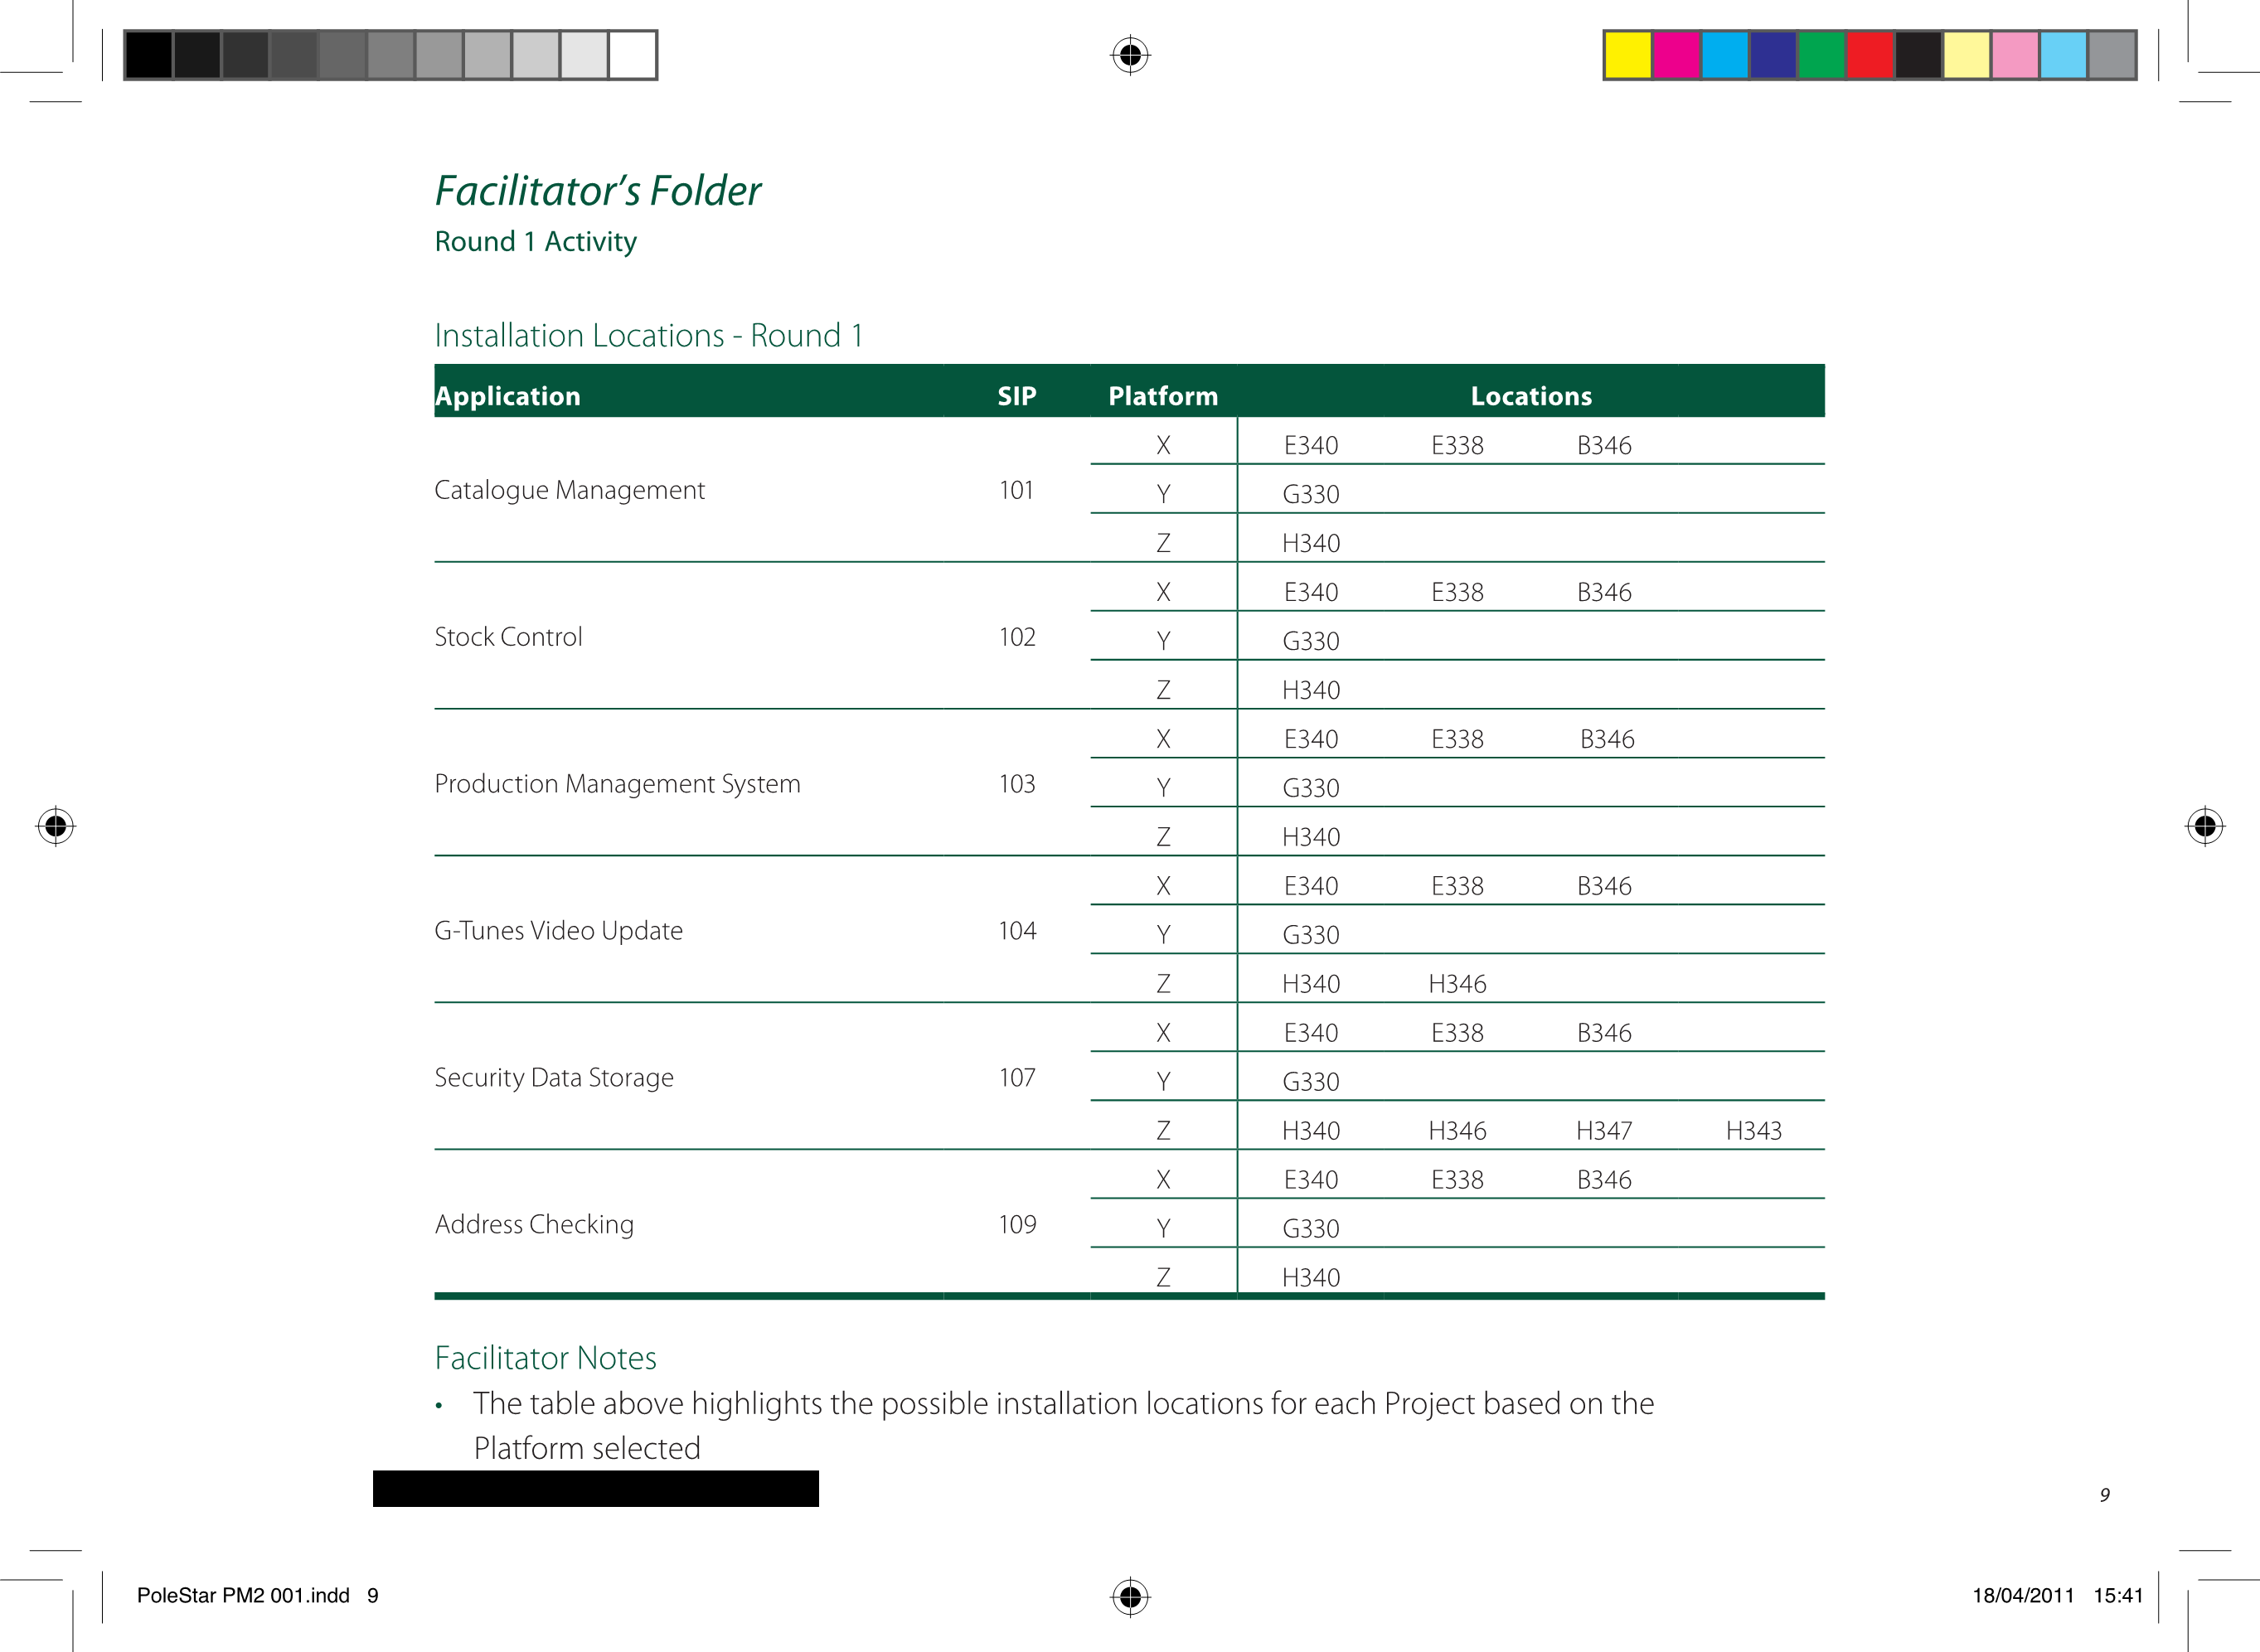 Facilitator’s Folder
Round 1 Activity
Installation Locations - Round 1
Application SIP Platform Locations
X E340 E338 B346
Catalogue Management 101 Y G330
Z H340
X E340 E338 B346
Stock Control 102 Y G330
Z H340
X E340 E338 B346
Production Management System 103 Y G330
Z H340
X E340 E338 B346
G-Tunes Video Update 104 Y G330
Z H340 H346
X E340 E338 B346
Security Data Storage 107 Y G330
Z H340 H346 H347 H343
X E340 E338 B346
Address Checking 109 Y G330
Z H340
Facilitator Notes
• The table above highlights the possible installation locations for each Project based on the
Platform selected
9
PoleStar PM2 001.indd 9 18/04/2011 15:41